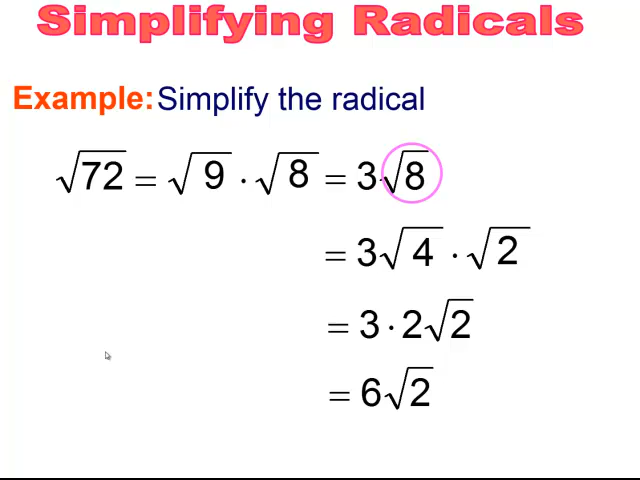 Simplifying Radicals
Example: Simplify the radical
√72 = √9 · √8 = 3√8
= 3√4 · √2
= 3 · 2√2
= 6√2